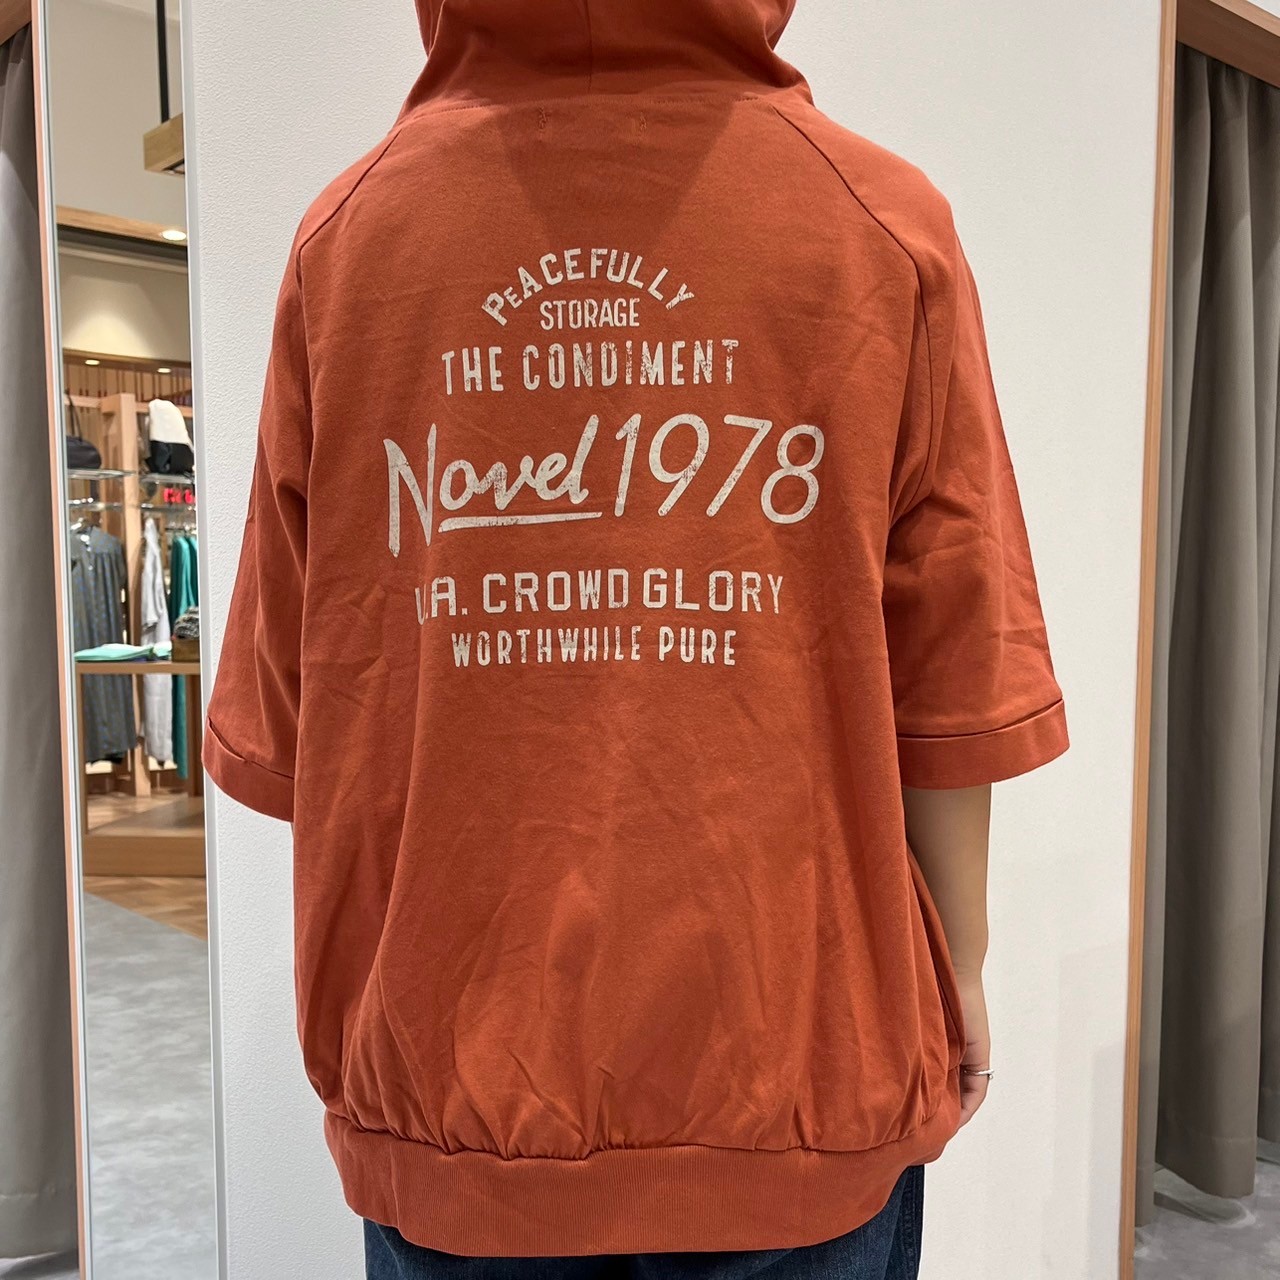 PEACEFULLY
STORAGE
THE CONDIMENT
Novel 1978
U.A. CROWD GLORY
WORTHWHILE PURE